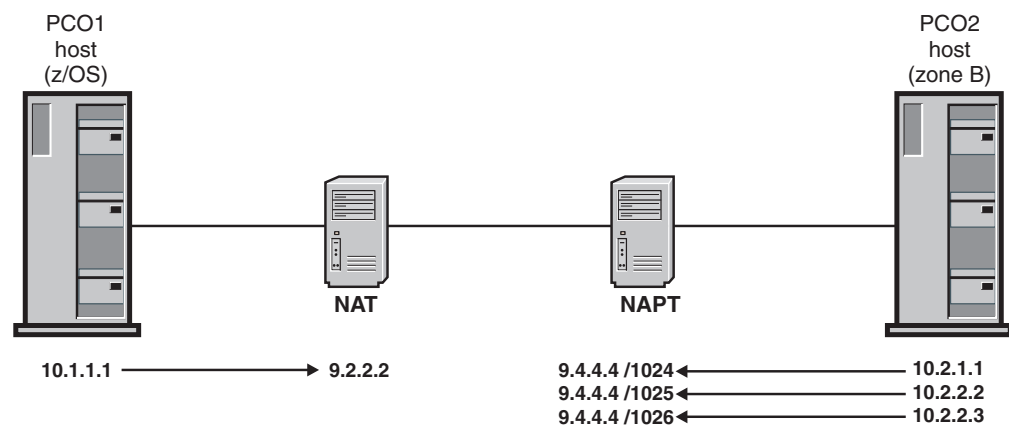 PCO1
host
(z/OS)
PCO2
host
(zone B)
NAT
NAPT
10.1.1.1
9.2.2.2
9.4.4.4 /1024
10.2.1.1
9.4.4.4 /1025
10.2.2.2
9.4.4.4 /1026
10.2.2.3